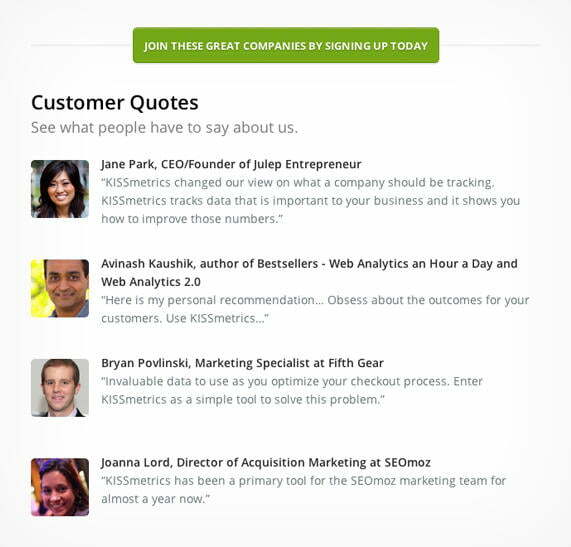 JOIN THESE GREAT COMPANIES BY SIGNING UP TODAY
Customer Quotes
See what people have to say about us.
Jane Park, CEO/Founder of Julep Entrepreneur
“KISSmetrics changed our view on what a company should be tracking.
KISSmetrics tracks data that is important to your business and it shows you
how to improve those numbers.”
Avinash Kaushik, author of Bestsellers - Web Analytics an Hour a Day and
Web Analytics 2.0
“Here is my personal recommendation... Obsess about the outcomes for your
customers. Use KISSmetrics...”
Bryan Povlinski, Marketing Specialist at Fifth Gear
“Invaluable data to use as you optimize your checkout process. Enter
KISSmetrics as a simple tool to solve this problem.”
Joanna Lord, Director of Acquisition Marketing at SEOmoz
“KISSmetrics has been a primary tool for the SEOmoz marketing team for
almost a year now.”